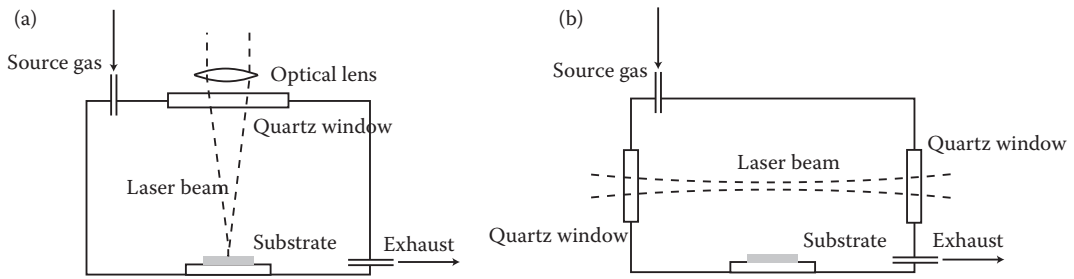 (a)
Source gas
Optical lens
Quartz window
Laser beam
Substrate
Exhaust
(b)
Source gas
Quartz window
Laser beam
Quartz window
Substrate
Exhaust